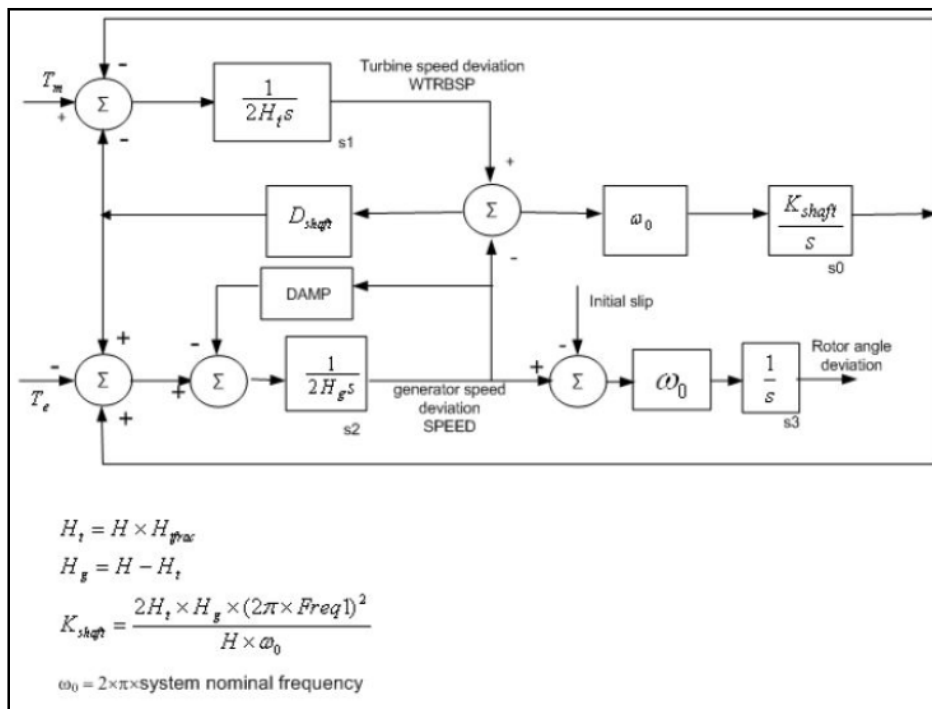 -
Turbine speed deviation
WTRBSP
T_m
+
Σ
-
1
2H_t s
s1
+
D_shaft
Σ
ω_0
K_shaft
s
s0
-
DAMP
Initial slip
-
+
-
-
Σ
+
+
Σ
1
2H_g s
s2
generator speed
deviation
SPEED
+
Σ
ω_0
1
s
s3
Rotor angle
deviation
T_e
+
H_t = H × H_tfrac
H_g = H − H_t
K_shaft = 2H_t × H_g × (2π × Freq1)^2 / H × ω_0
ω_0 = 2×π×system nominal frequency